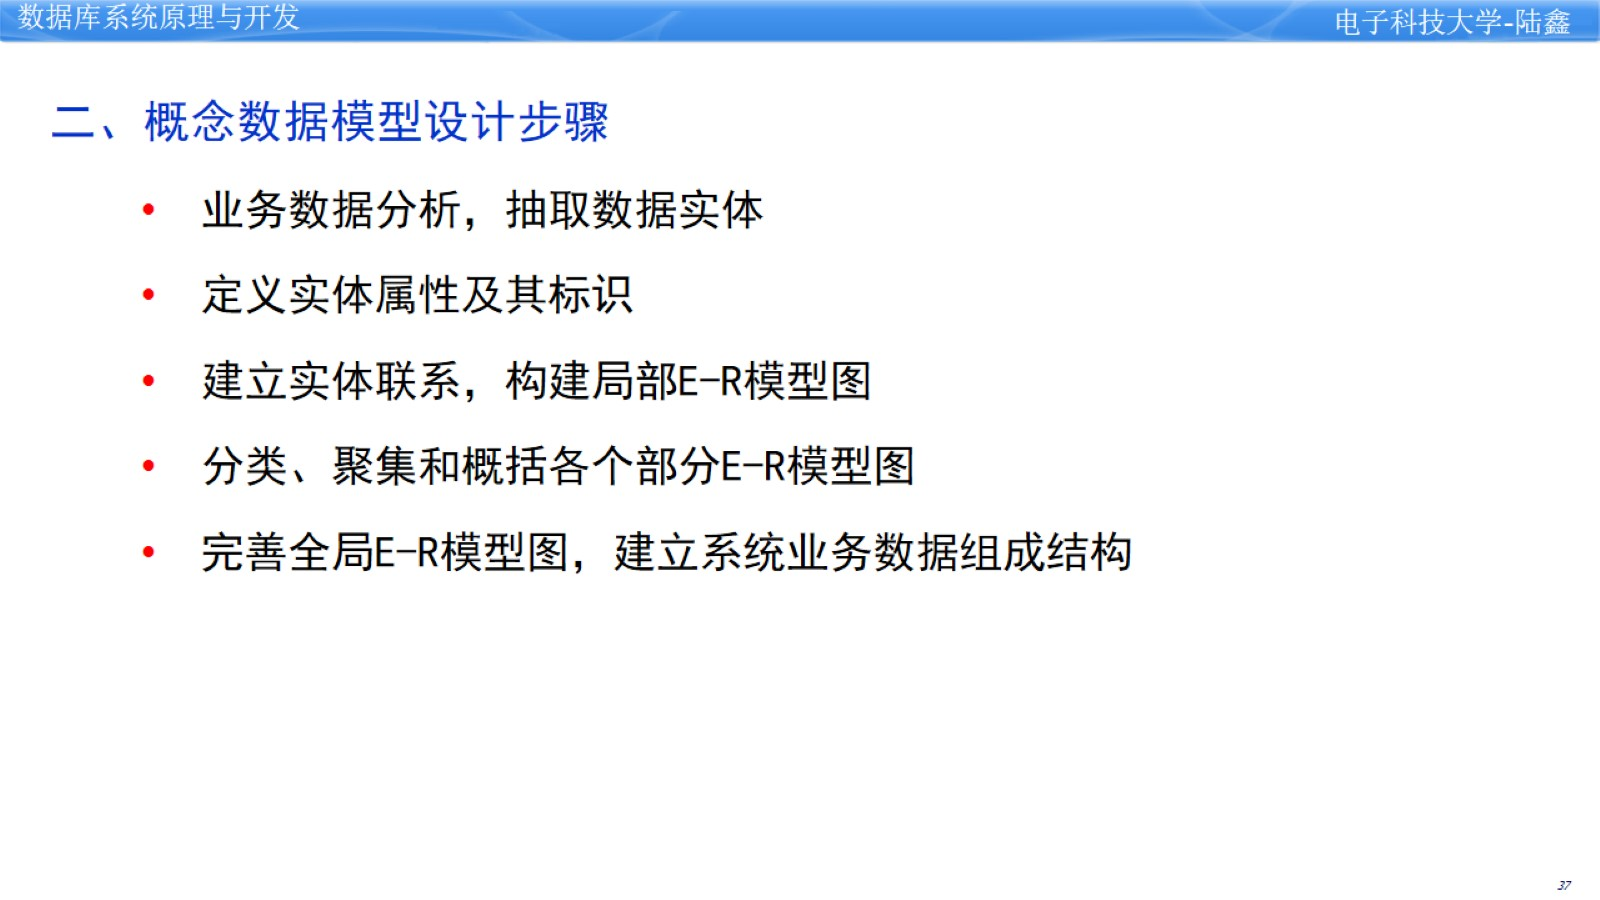 数据库系统原理与开发
电子科技大学-陆鑫
二、概念数据模型设计步骤
• 业务数据分析，抽取数据实体
• 定义实体属性及其标识
• 建立实体联系，构建局部E-R模型图
• 分类、聚集和概括各个部分E-R模型图
• 完善全局E-R模型图，建立系统业务数据组成结构
37